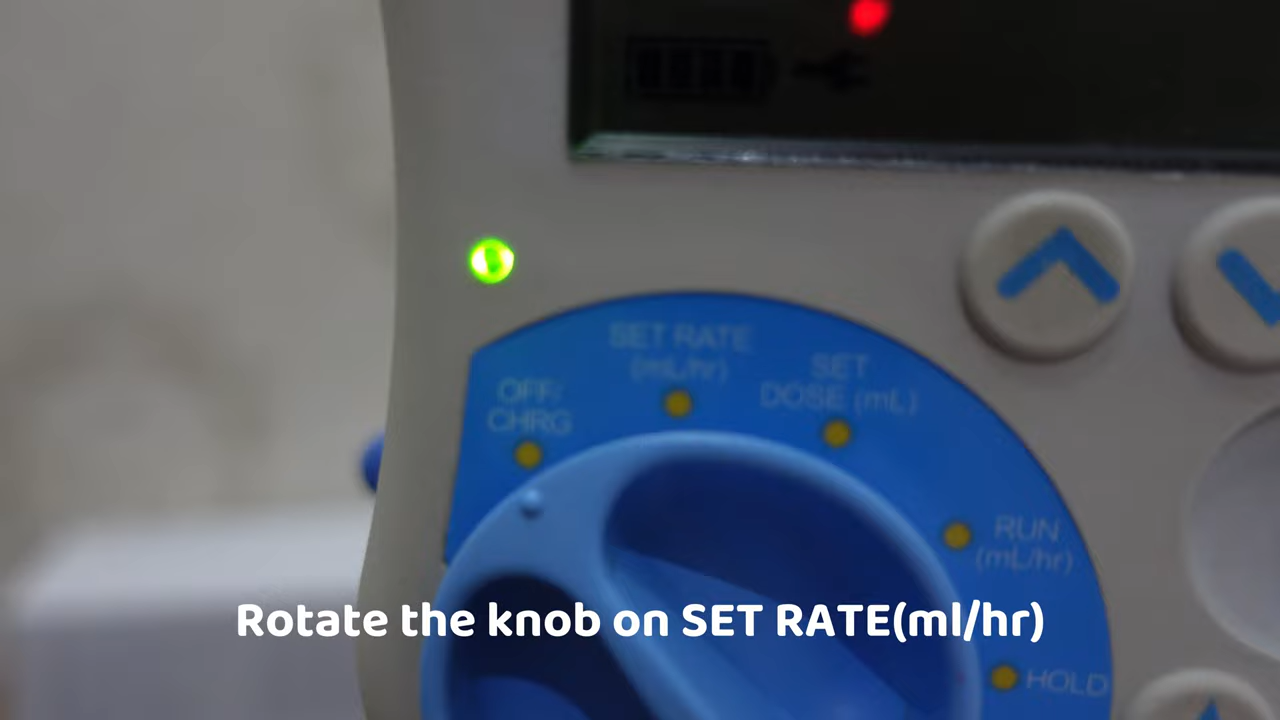 SET RATE
(mL/hr)
SET
DOSE (mL)
OFF/
CHRG
RUN
(mL/hr)
HOLD
Rotate the knob on SET RATE(ml/hr)